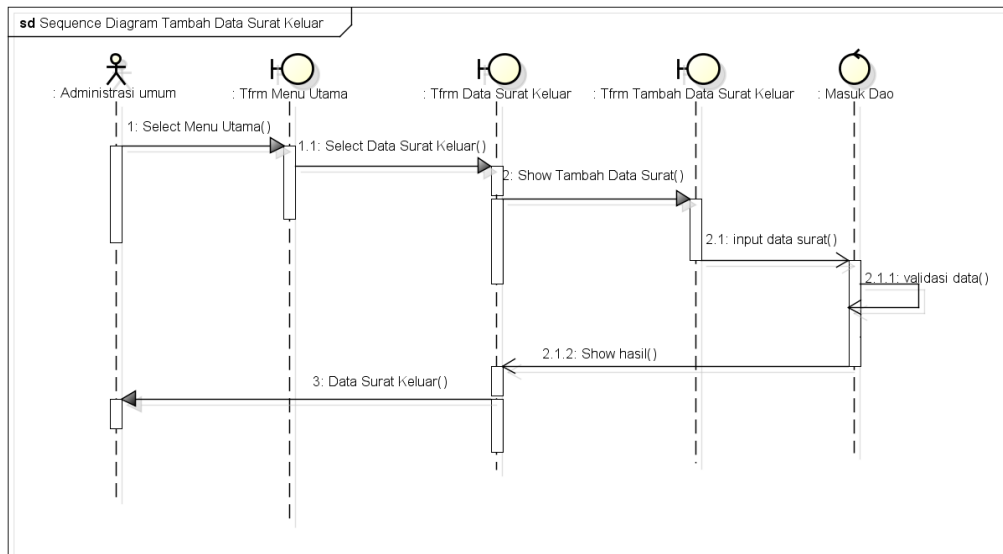 sd Sequence Diagram Tambah Data Surat Keluar
: Administrasi umum
: Tfrm Menu Utama
: Tfrm Data Surat Keluar
: Tfrm Tambah Data Surat Keluar
: Masuk Dao
1: Select Menu Utama()
1.1: Select Data Surat Keluar()
2: Show Tambah Data Surat()
2.1: input data surat()
2.1.1: validasi data()
2.1.2: Show hasil()
3: Data Surat Keluar()